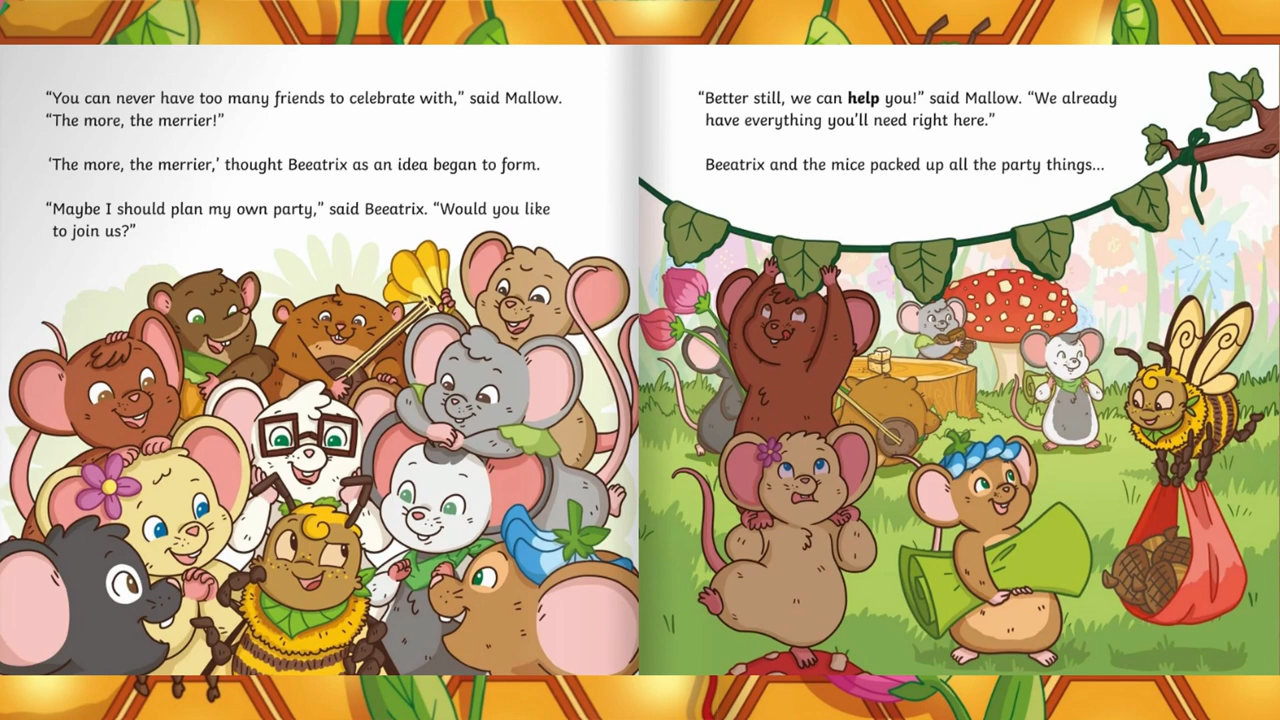 “You can never have too many friends to celebrate with,” said Mallow.
“The more, the merrier!”
‘The more, the merrier,’ thought Beeatrix as an idea began to form.
“Maybe I should plan my own party,” said Beeatrix. “Would you like
to join us?”
“Better still, we can help you!” said Mallow. “We already
have everything you’ll need right here.”
Beeatrix and the mice packed up all the party things...